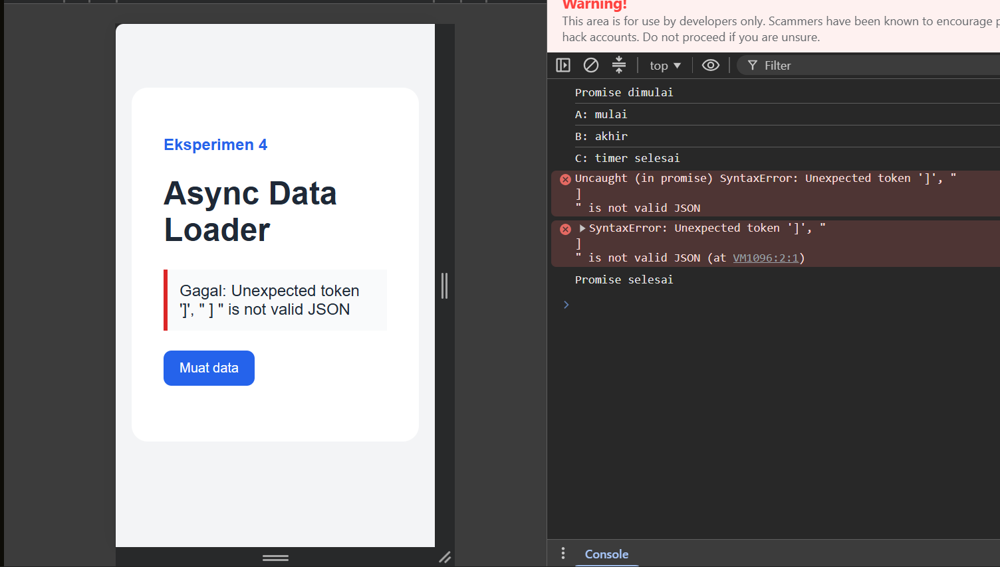 Eksperimen 4
Async Data
Loader
Gagal: Unexpected token
']', " ] " is not valid JSON
Muat data
Warning!
This area is for use by developers only. Scammers have been known to encourage
hack accounts. Do not proceed if you are unsure.
top
Filter
Promise dimulai
A: mulai
B: akhir
C: timer selesai
Uncaught (in promise) SyntaxError: Unexpected token ']', "
]
" is not valid JSON
SyntaxError: Unexpected token ']', "
]
" is not valid JSON (at VM1096:2:1)
Promise selesai
Console